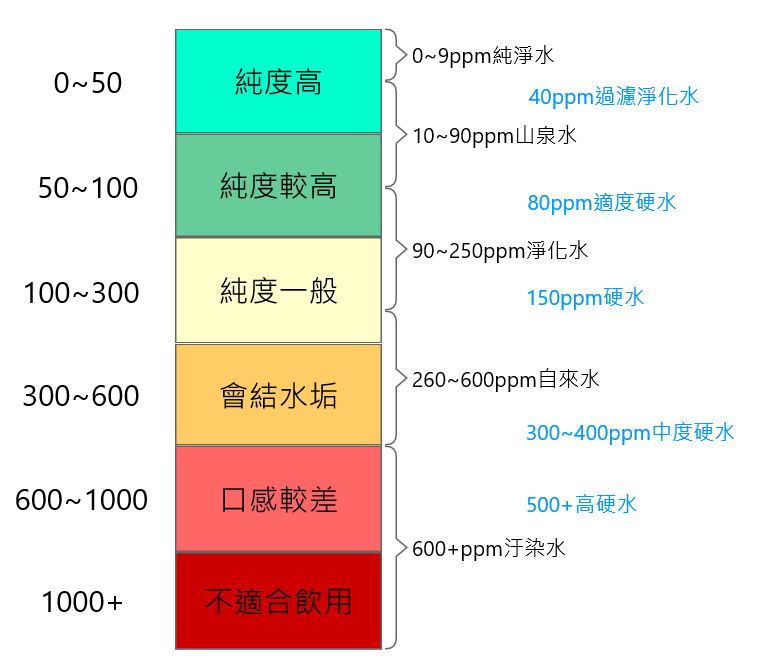 0~50
純度高
0~9ppm純淨水
40ppm過濾淨化水
10~90ppm山泉水
50~100
純度較高
80ppm適度硬水
90~250ppm淨化水
100~300
純度一般
150ppm硬水
260~600ppm自來水
300~600
會結水垢
300~400ppm中度硬水
600~1000
口感較差
500+高硬水
600+ppm汙染水
1000+
不適合飲用